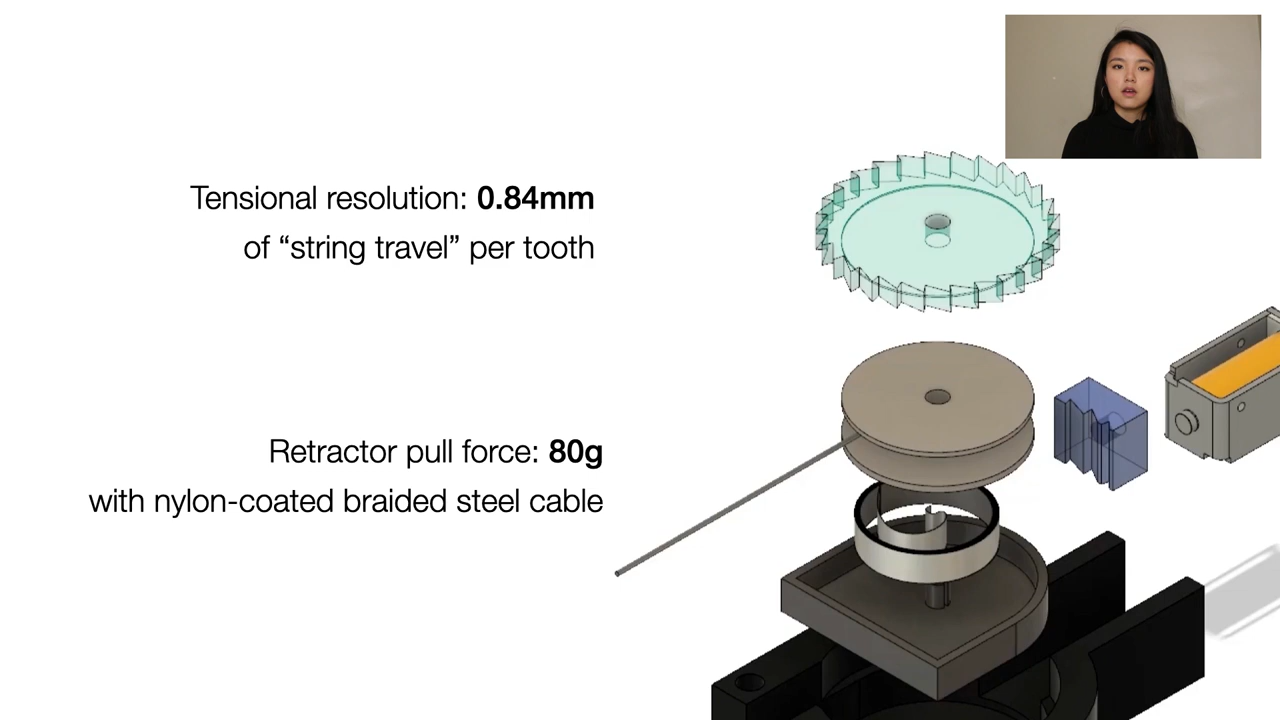 Tensional resolution: 0.84mm
of “string travel” per tooth
Retractor pull force: 80g
with nylon-coated braided steel cable